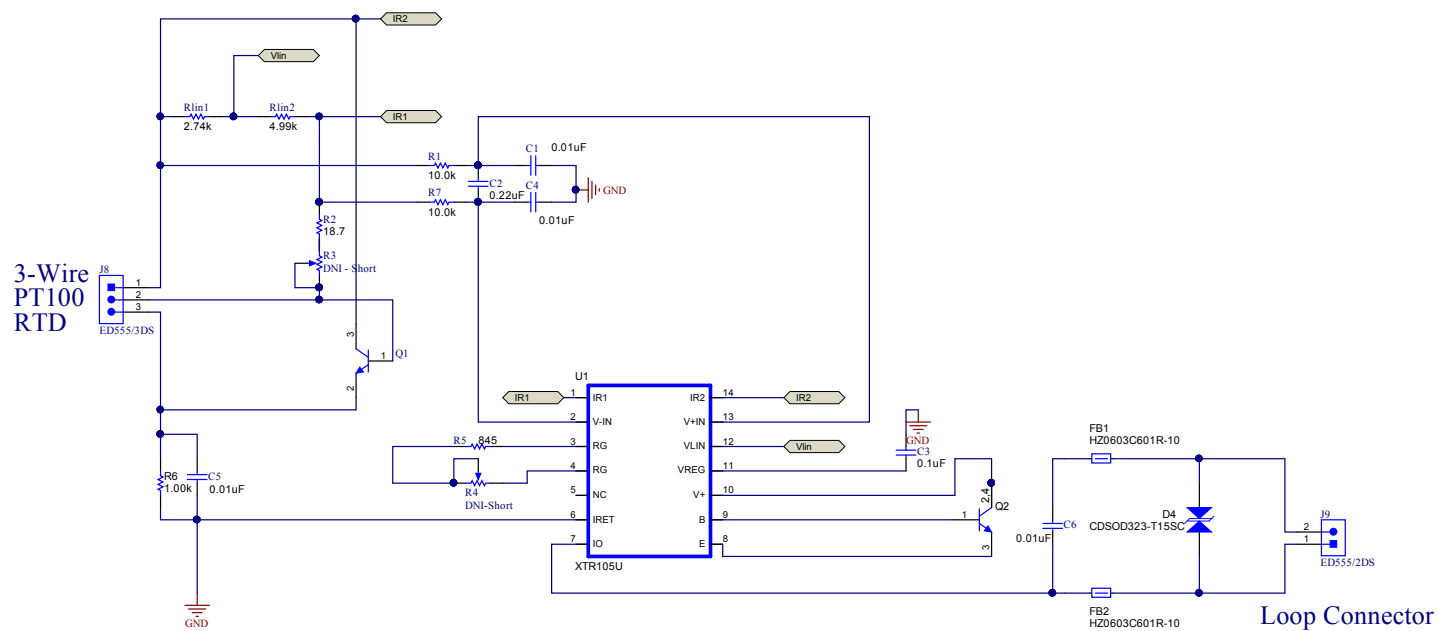 IR2
Vlin
Rlin1
2.74k
Rlin2
4.99k
IR1
R1
10.0k
C1
0.01uF
C2
0.22uF
C4
0.01uF
GND
R7
10.0k
R2
18.7
R3
DNI - Short
3-Wire
PT100
RTD
J8
1
2
3
ED555/3DS
3
1
2
Q1
R6
1.00k
C5
0.01uF
GND
U1
IR1
1
IR1
2
V-IN
3
RG
4
RG
5
NC
6
IRET
7
IO
IR2
14
IR2
V+IN
13
VLIN
12
Vlin
VREG
11
V+
10
B
9
E
8
XTR105U
R5
845
R4
DNI-Short
GND
C3
0.1uF
2,4
1
3
Q2
FB1
HZ0603C601R-10
C6
0.01uF
D4
CDSOD323-T15SC
J9
2
1
ED555/2DS
FB2
HZ0603C601R-10
Loop Connector